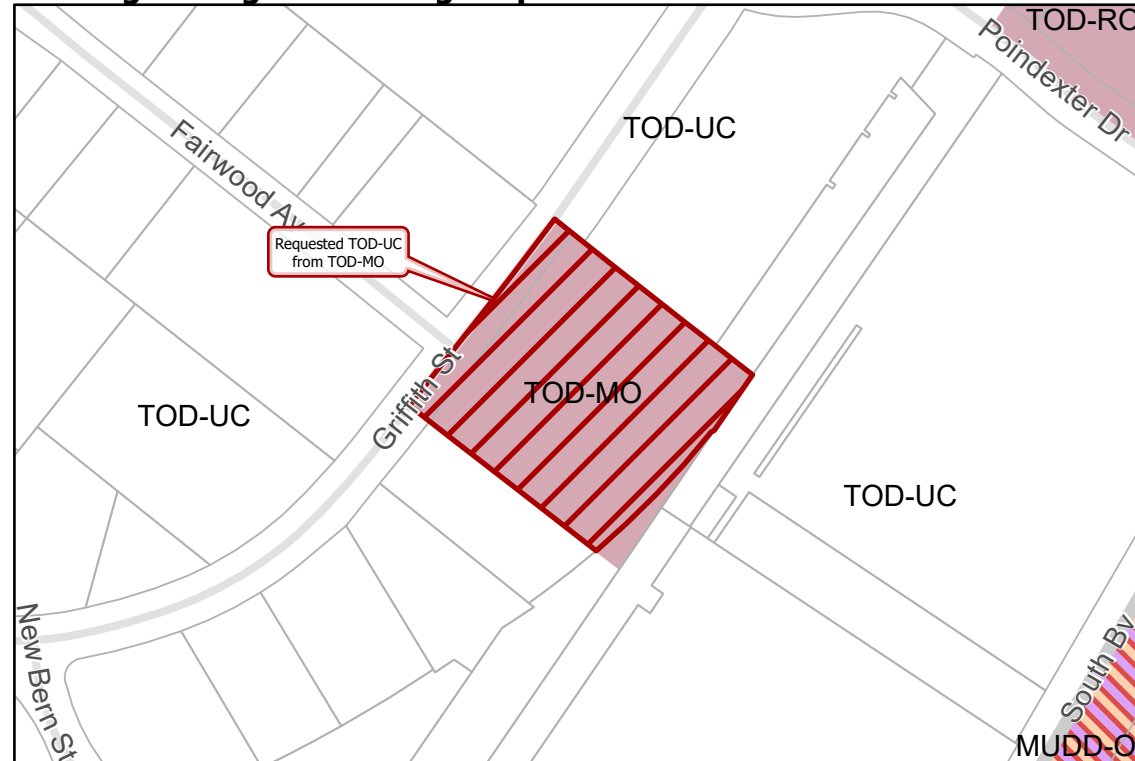 TOD-RO
Poindexter Dr
TOD-UC
Fairwood Av
Requested TOD-UC
from TOD-MO
TOD-MO
Griffith St
TOD-UC
TOD-UC
New Bern St
South Bv
MUDD-O